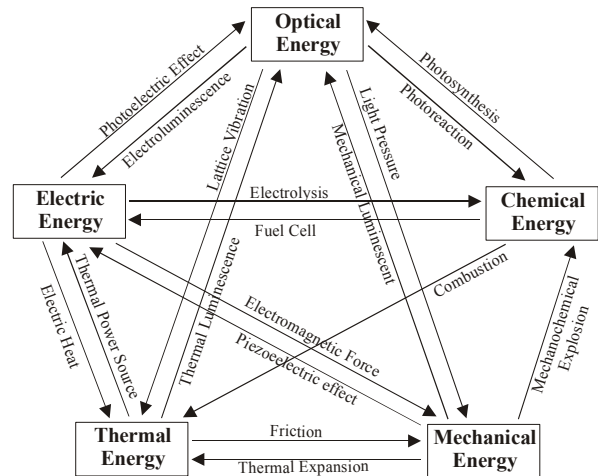 Optical
Energy
Photoelectric Effect
Electroluminescence
Lattice Vibration
Thermal Luminescence
Light Pressure
Mechanical Luminescent
Photosynthesis
Photoreaction
Electric
Energy
Electrolysis
Fuel Cell
Chemical
Energy
Electric Heat
Thermal Power Source
Electromagnetic Force
Piezoelectric effect
Combustion
Mechanochemical
Explosion
Thermal
Energy
Friction
Thermal Expansion
Mechanical
Energy